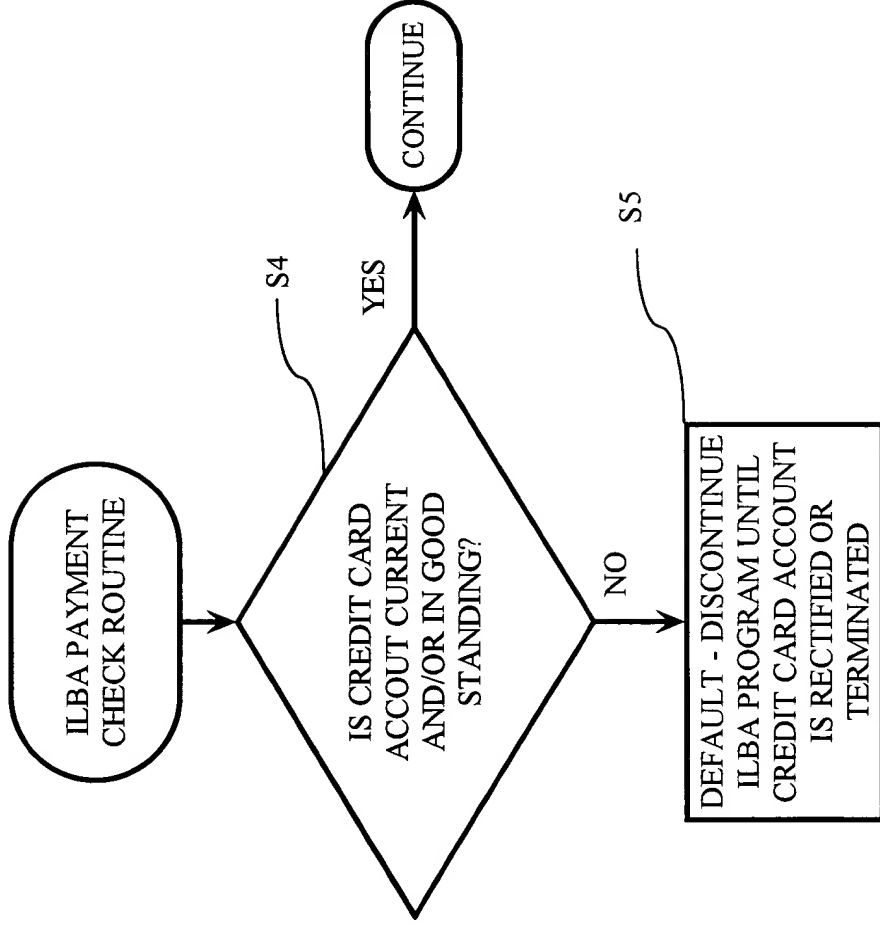 ILBA PAYMENT
CHECK ROUTINE
S4
IS CREDIT CARD
ACCOUT CURRENT
AND/OR IN GOOD
STANDING?
YES
CONTINUE
NO
S5
DEFAULT - DISCONTINUE
ILBA PROGRAM UNTIL
CREDIT CARD ACCOUNT
IS RECTIFIED OR
TERMINATED